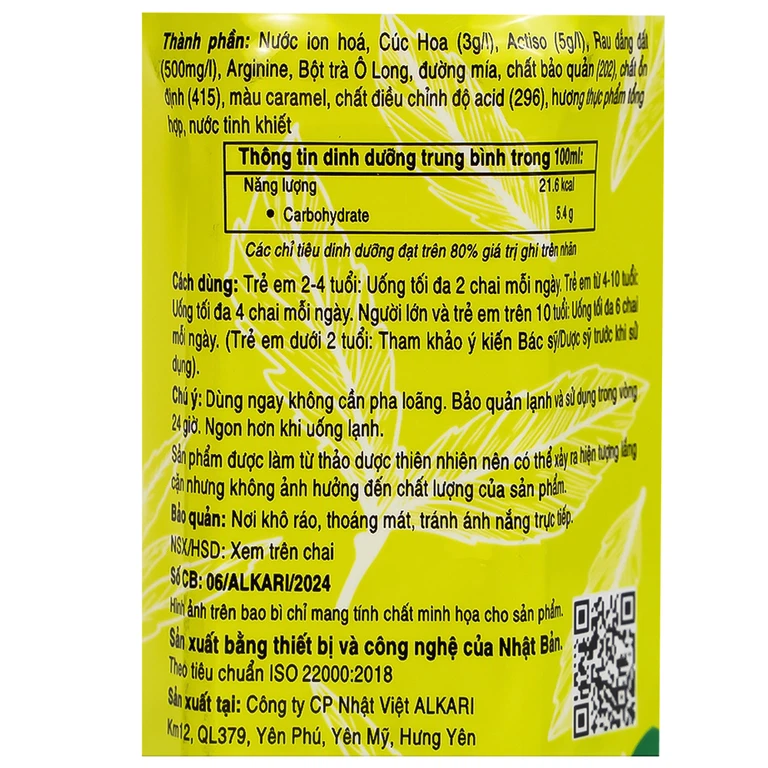 Thành phần: Nước ion hoá, Cúc Hoa (3g/l), Actiso (5g/l), Rau đắng đất
(500mg/l), Arginine, Bột trà Ô Long, đường mía, chất bảo quản (202), chất ổn
định (415), màu caramel, chất điều chỉnh độ acid (296), hương thực phẩm tổng
hợp, nước tinh khiết
Thông tin dinh dưỡng trung bình trong 100ml:
Năng lượng 21.6 kcal
• Carbohydrate 5.4 g
Các chỉ tiêu dinh dưỡng đạt trên 80% giá trị ghi trên nhãn
Cách dùng: Trẻ em 2-4 tuổi: Uống tối đa 2 chai mỗi ngày. Trẻ em từ 4-10 tuổi:
Uống tối đa 4 chai mỗi ngày. Người lớn và trẻ em trên 10 tuổi: Uống tối đa 6 chai
mỗi ngày. (Trẻ em dưới 2 tuổi: Tham khảo ý kiến Bác sỹ/Dược sỹ trước khi sử
dụng).
Chú ý: Dùng ngay không cần pha loãng. Bảo quản lạnh và sử dụng trong vòng
24 giờ. Ngon hơn khi uống lạnh.
Sản phẩm được làm từ thảo dược thiên nhiên nên có thể xảy ra hiện tượng lắng
cặn nhưng không ảnh hưởng đến chất lượng của sản phẩm.
Bảo quản: Nơi khô ráo, thoáng mát, tránh ánh nắng trực tiếp.
NSX/HSD: Xem trên chai
Số CB: 06/ALKARI/2024
Hình ảnh trên bao bì chỉ mang tính chất minh họa cho sản phẩm.
Sản xuất bằng thiết bị và công nghệ của Nhật Bản.
Theo tiêu chuẩn ISO 22000:2018
Sản xuất tại: Công ty CP Nhật Việt ALKARI
Km12, QL379, Yên Phú, Yên Mỹ, Hưng Yên